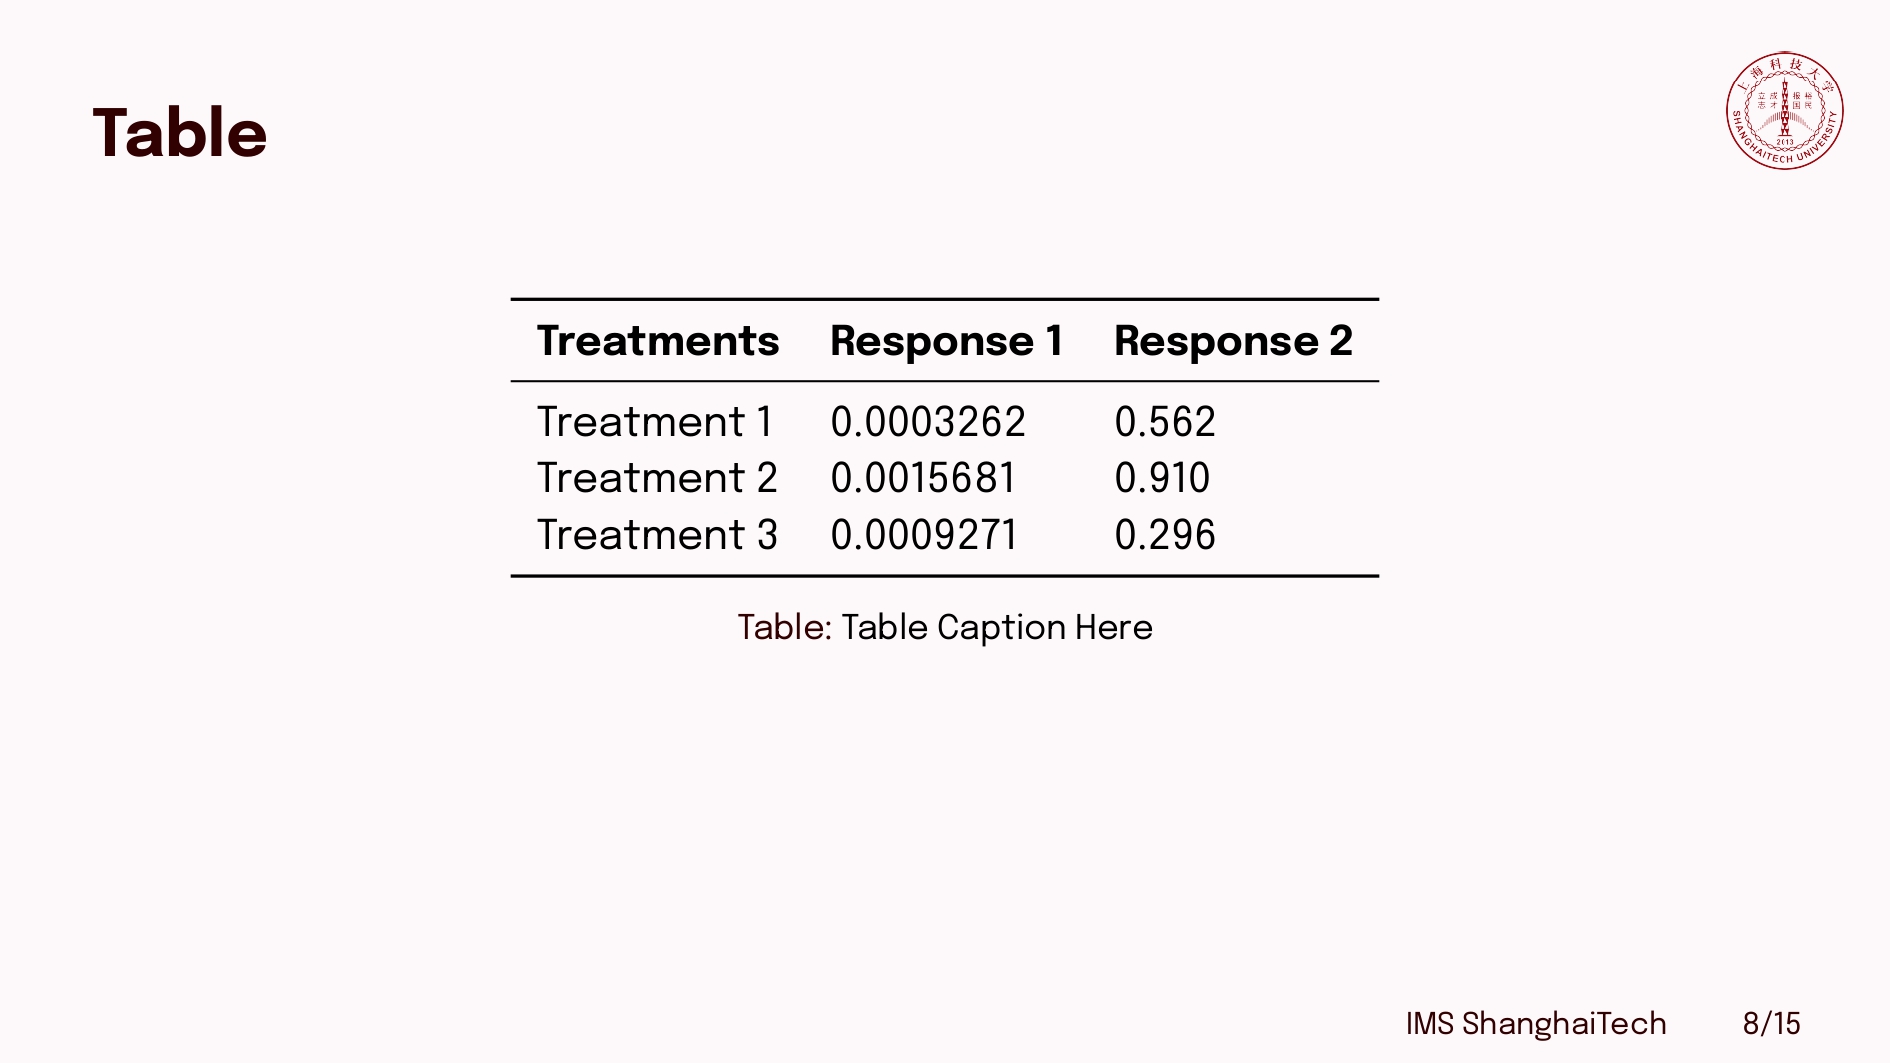 Table
上海科技大学
立成 报裕
志才 国民
2013
SHANGHAITECH UNIVERSITY
Treatments Response 1 Response 2
Treatment 1 0.0003262 0.562
Treatment 2 0.0015681 0.910
Treatment 3 0.0009271 0.296
Table: Table Caption Here
IMS ShanghaiTech 8/15